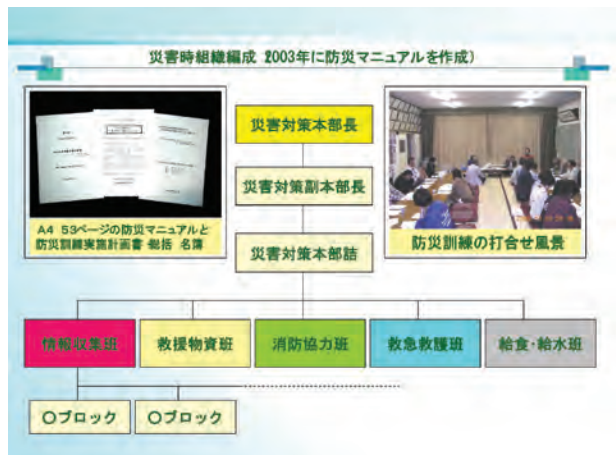 災害時組織編成 2003年に防災マニュアルを作成)
災害対策本部長
災害対策副本部長
災害対策本部詰
A4 53ページの防災マニュアルと
防災訓練実施計画書 総括 名簿
防災訓練の打合せ風景
情報収集班
救援物資班
消防協力班
救急救護班
給食・給水班
〇ブロック
〇ブロック